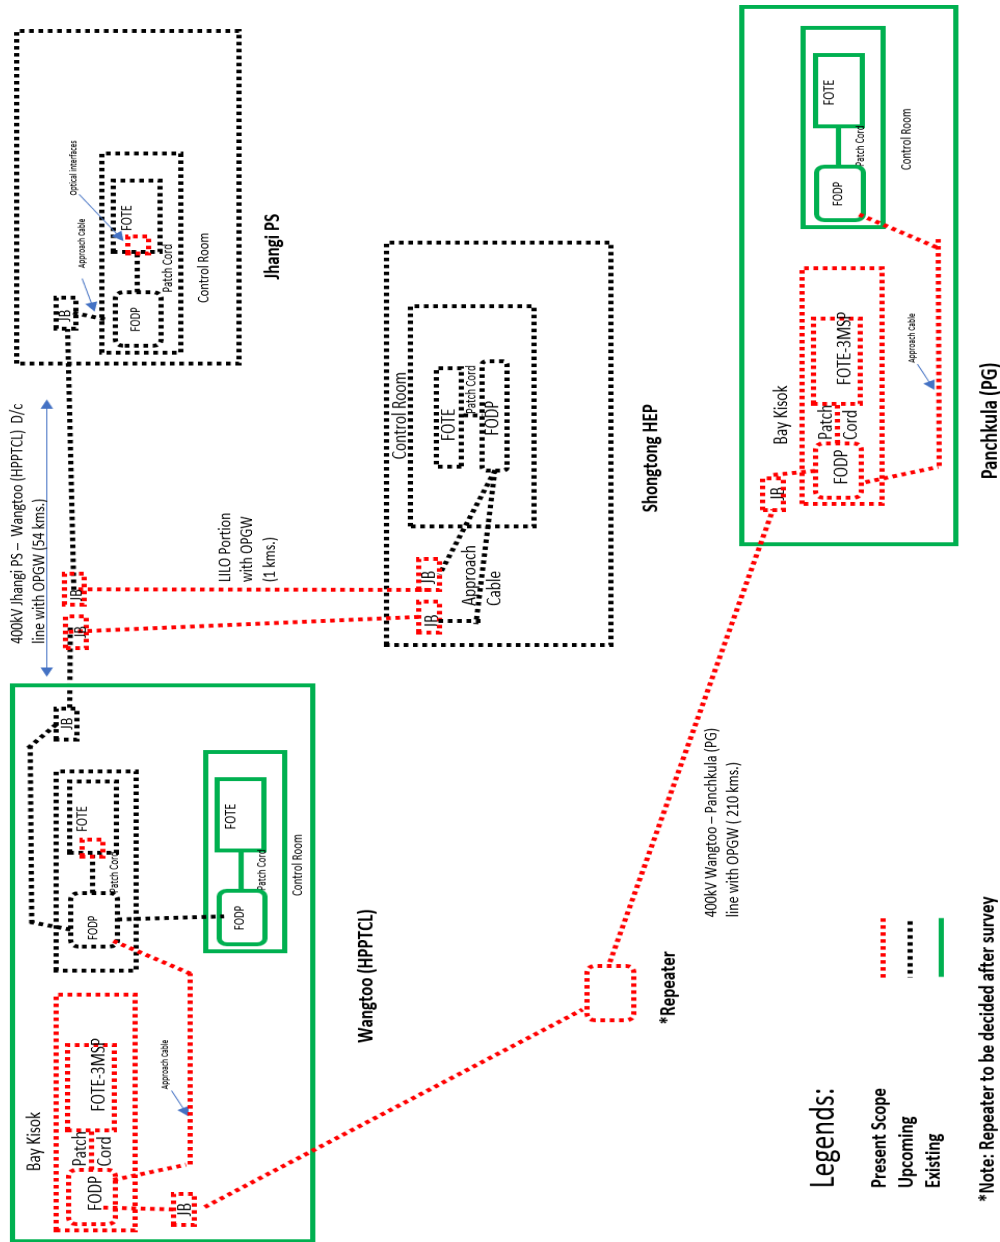 Bay Kisok
FODP
Patch
Cord
FOTE-3MSP
JB
Approach Cable
FODP
Patch Cord
FOTE
JB
FODP
Patch Cord
FOTE
Control Room
Wangtoo (HPPTCL)
400kV Jhangi PS – Wangtoo (HPPTCL) D/c
line with OPGW (54 kms.)
JB
JB
LILO Portion
with OPGW
(1 kms.)
JB
Approach Cable
Optical interfaces
FODP
Patch Cord
FOTE
Control Room
Jhangi PS
JB
JB
Approach
Cable
Control Room
FOTE
Patch Cord
FODP
Shongtong HEP
*Repeater
400kV Wangtoo – Panchkula (PG)
line with OPGW ( 210 kms.)
JB
Bay Kisok
FODP
Patch
Cord
FOTE-3MSP
Approach cable
FODP
Patch Cord
FOTE
Control Room
Panchkula (PG)
Legends:
Present Scope
Upcoming
Existing
*Note: Repeater to be decided after survey